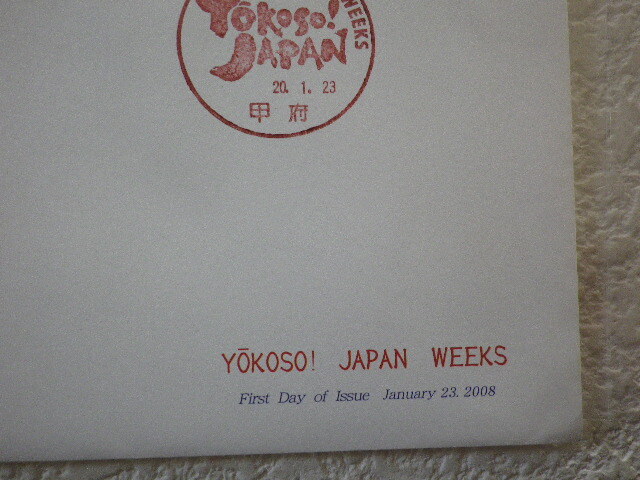 YŌKOSO!
JAPAN
WEEKS
20. 1. 23
甲府
YŌKOSO! JAPAN WEEKS
First Day of Issue January 23. 2008